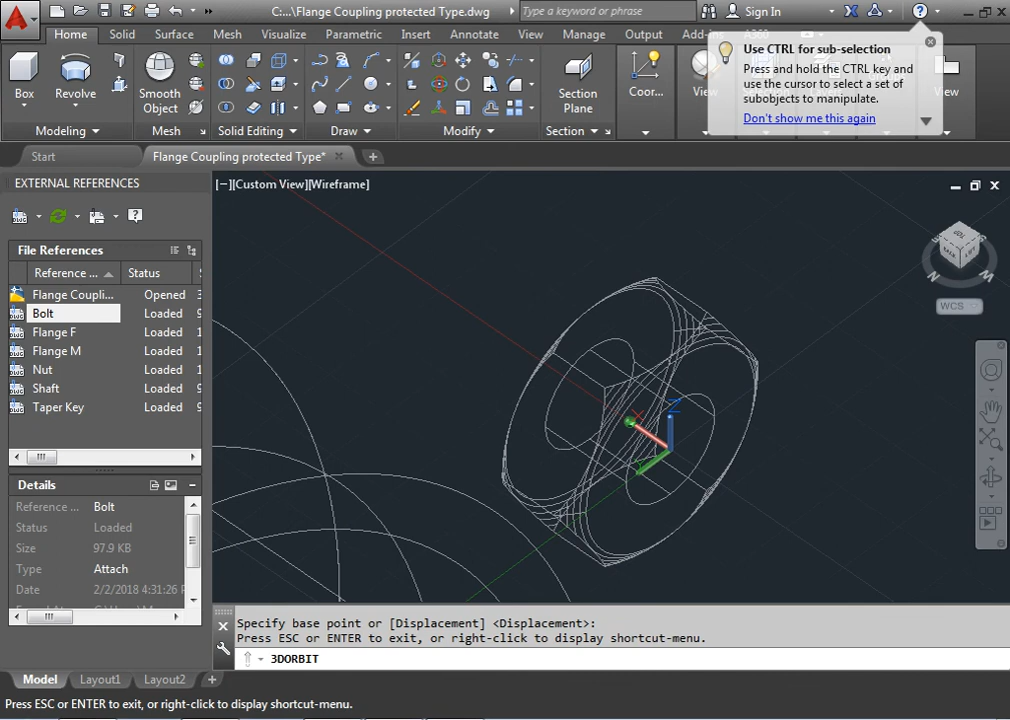 C:\...\Flange Coupling protected Type.dwg
Type a keyword or phrase
Sign In
Home
Solid
Surface
Mesh
Visualize
Parametric
Insert
Annotate
View
Manage
Output
Add-ins
Box
Revolve
Smooth
Object
Section
Plane
Coor...
View
View
Modeling
Mesh
Solid Editing
Draw
Modify
Section
Use CTRL for sub-selection
Press and hold the CTRL key and
use the cursor to select a set of
subobjects to manipulate.
Don't show me this again
Start
Flange Coupling protected Type*
EXTERNAL REFERENCES
File References
Reference ...
Status
Flange Coupli...
Opened
Bolt
Loaded
Flange F
Loaded
Flange M
Loaded
Nut
Loaded
Shaft
Loaded
Taper Key
Loaded
Details
Reference ...
Bolt
Status
Loaded
Size
97.9 KB
Type
Attach
Date
2/2/2018 4:31:26
[−][Custom View][Wireframe]
TOP
BACK
LEFT
N
WCS
X
Z
Specify base point or [Displacement] <Displacement>:
Press ESC or ENTER to exit, or right-click to display shortcut-menu.
3DORBIT
Model
Layout1
Layout2
Press ESC or ENTER to exit, or right-click to display shortcut-menu.